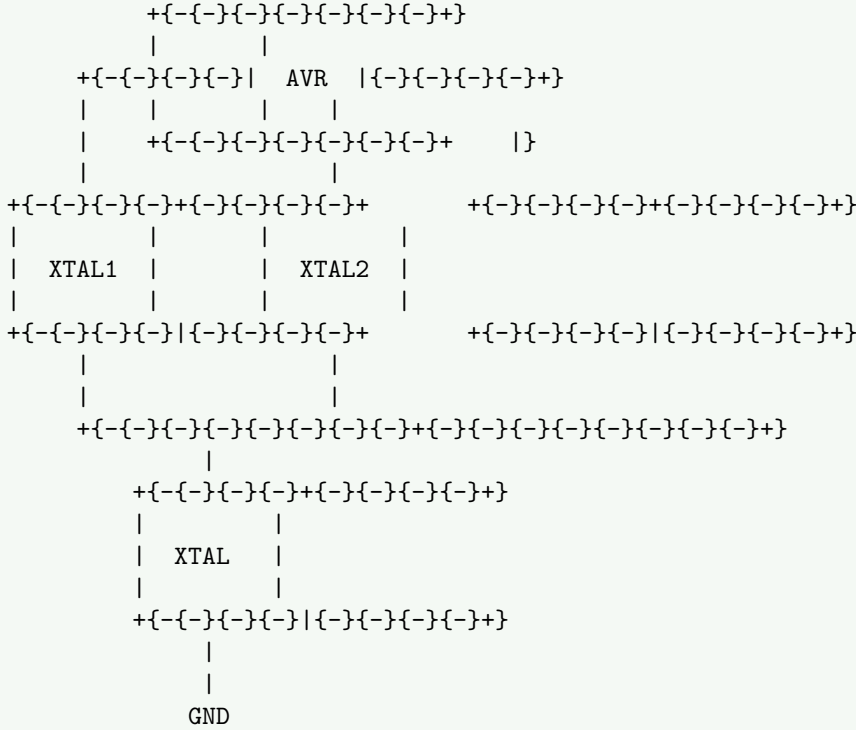 +{-{-}{-}{-}{-}{-}{-}+}
|       |
+{-{-}{-}{-}|  AVR  |{-}{-}{-}{-}+}
|    |       |    |
|    +{-{-}{-}{-}{-}{-}{-}+    |}
|                 |
+{-{-}{-}{-}+{-}{-}{-}{-}+       +{-}{-}{-}{-}+{-}{-}{-}{-}+}
|         |       |         |
|  XTAL1  |       |  XTAL2  |
|         |       |         |
+{-{-}{-}{-}|{-}{-}{-}{-}+       +{-}{-}{-}{-}|{-}{-}{-}{-}+}
|                 |
|                 |
+{-{-}{-}{-}{-}{-}{-}{-}+{-}{-}{-}{-}{-}{-}{-}{-}+}
|
+{-{-}{-}{-}+{-}{-}{-}{-}+}
|         |
|  XTAL   |
|         |
+{-{-}{-}{-}|{-}{-}{-}{-}+}
|
|
GND